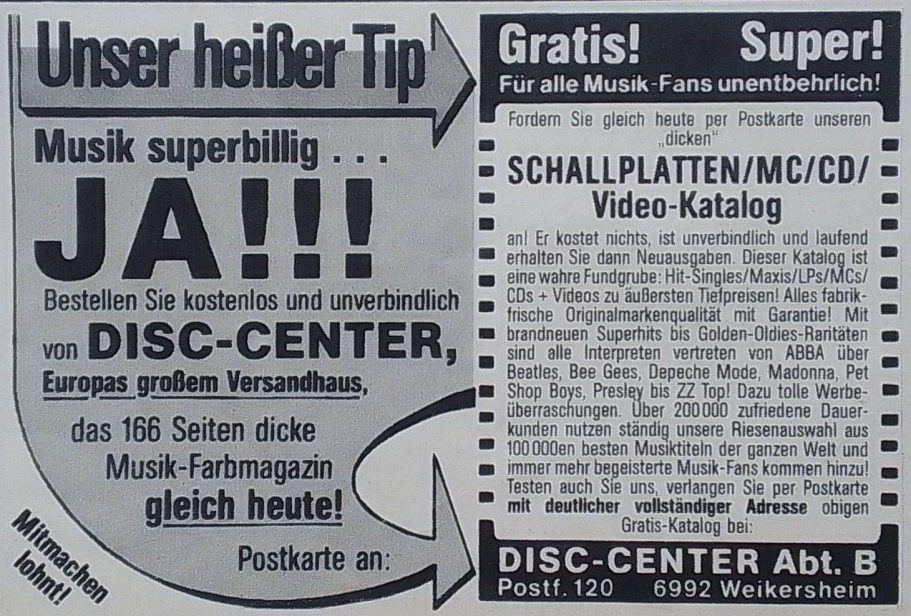 Unser heißer Tip
Musik superbillig . . .
JA!!!
Bestellen Sie kostenlos und unverbindlich
von DISC-CENTER,
Europas großem Versandhaus,
das 166 Seiten dicke
Musik-Farbmagazin
gleich heute!
Mitmachen
lohnt!
Postkarte an:
Gratis! Super!
Für alle Musik-Fans unentbehrlich!
Fordern Sie gleich heute per Postkarte unseren
„dicken"
SCHALLPLATTEN/MC/CD/
Video-Katalog
an! Er kostet nichts, ist unverbindlich und laufend
erhalten Sie dann Neuausgaben. Dieser Katalog ist
eine wahre Fundgrube: Hit-Singles/Maxis/LPs/MCs/
CDs + Videos zu äußersten Tiefpreisen! Alles fabrik-
frische Originalmarkenqualität mit Garantie! Mit
brandneuen Superhits bis Golden-Oldies-Raritäten
sind alle Interpreten vertreten von ABBA über
Beatles, Bee Gees, Depeche Mode, Madonna, Pet
Shop Boys, Presley bis ZZ Top! Dazu tolle Werbe-
überraschungen. Über 200000 zufriedene Dauer-
kunden nutzen ständig unsere Riesenauswahl aus
100000en besten Musiktiteln der ganzen Welt und
immer mehr begeisterte Musik-Fans kommen hinzu!
Testen auch Sie uns, verlangen Sie per Postkarte
mit deutlicher vollständiger Adresse obigen
Gratis-Katalog bei:
DISC-CENTER Abt. B
Postf. 120 6992 Weikersheim